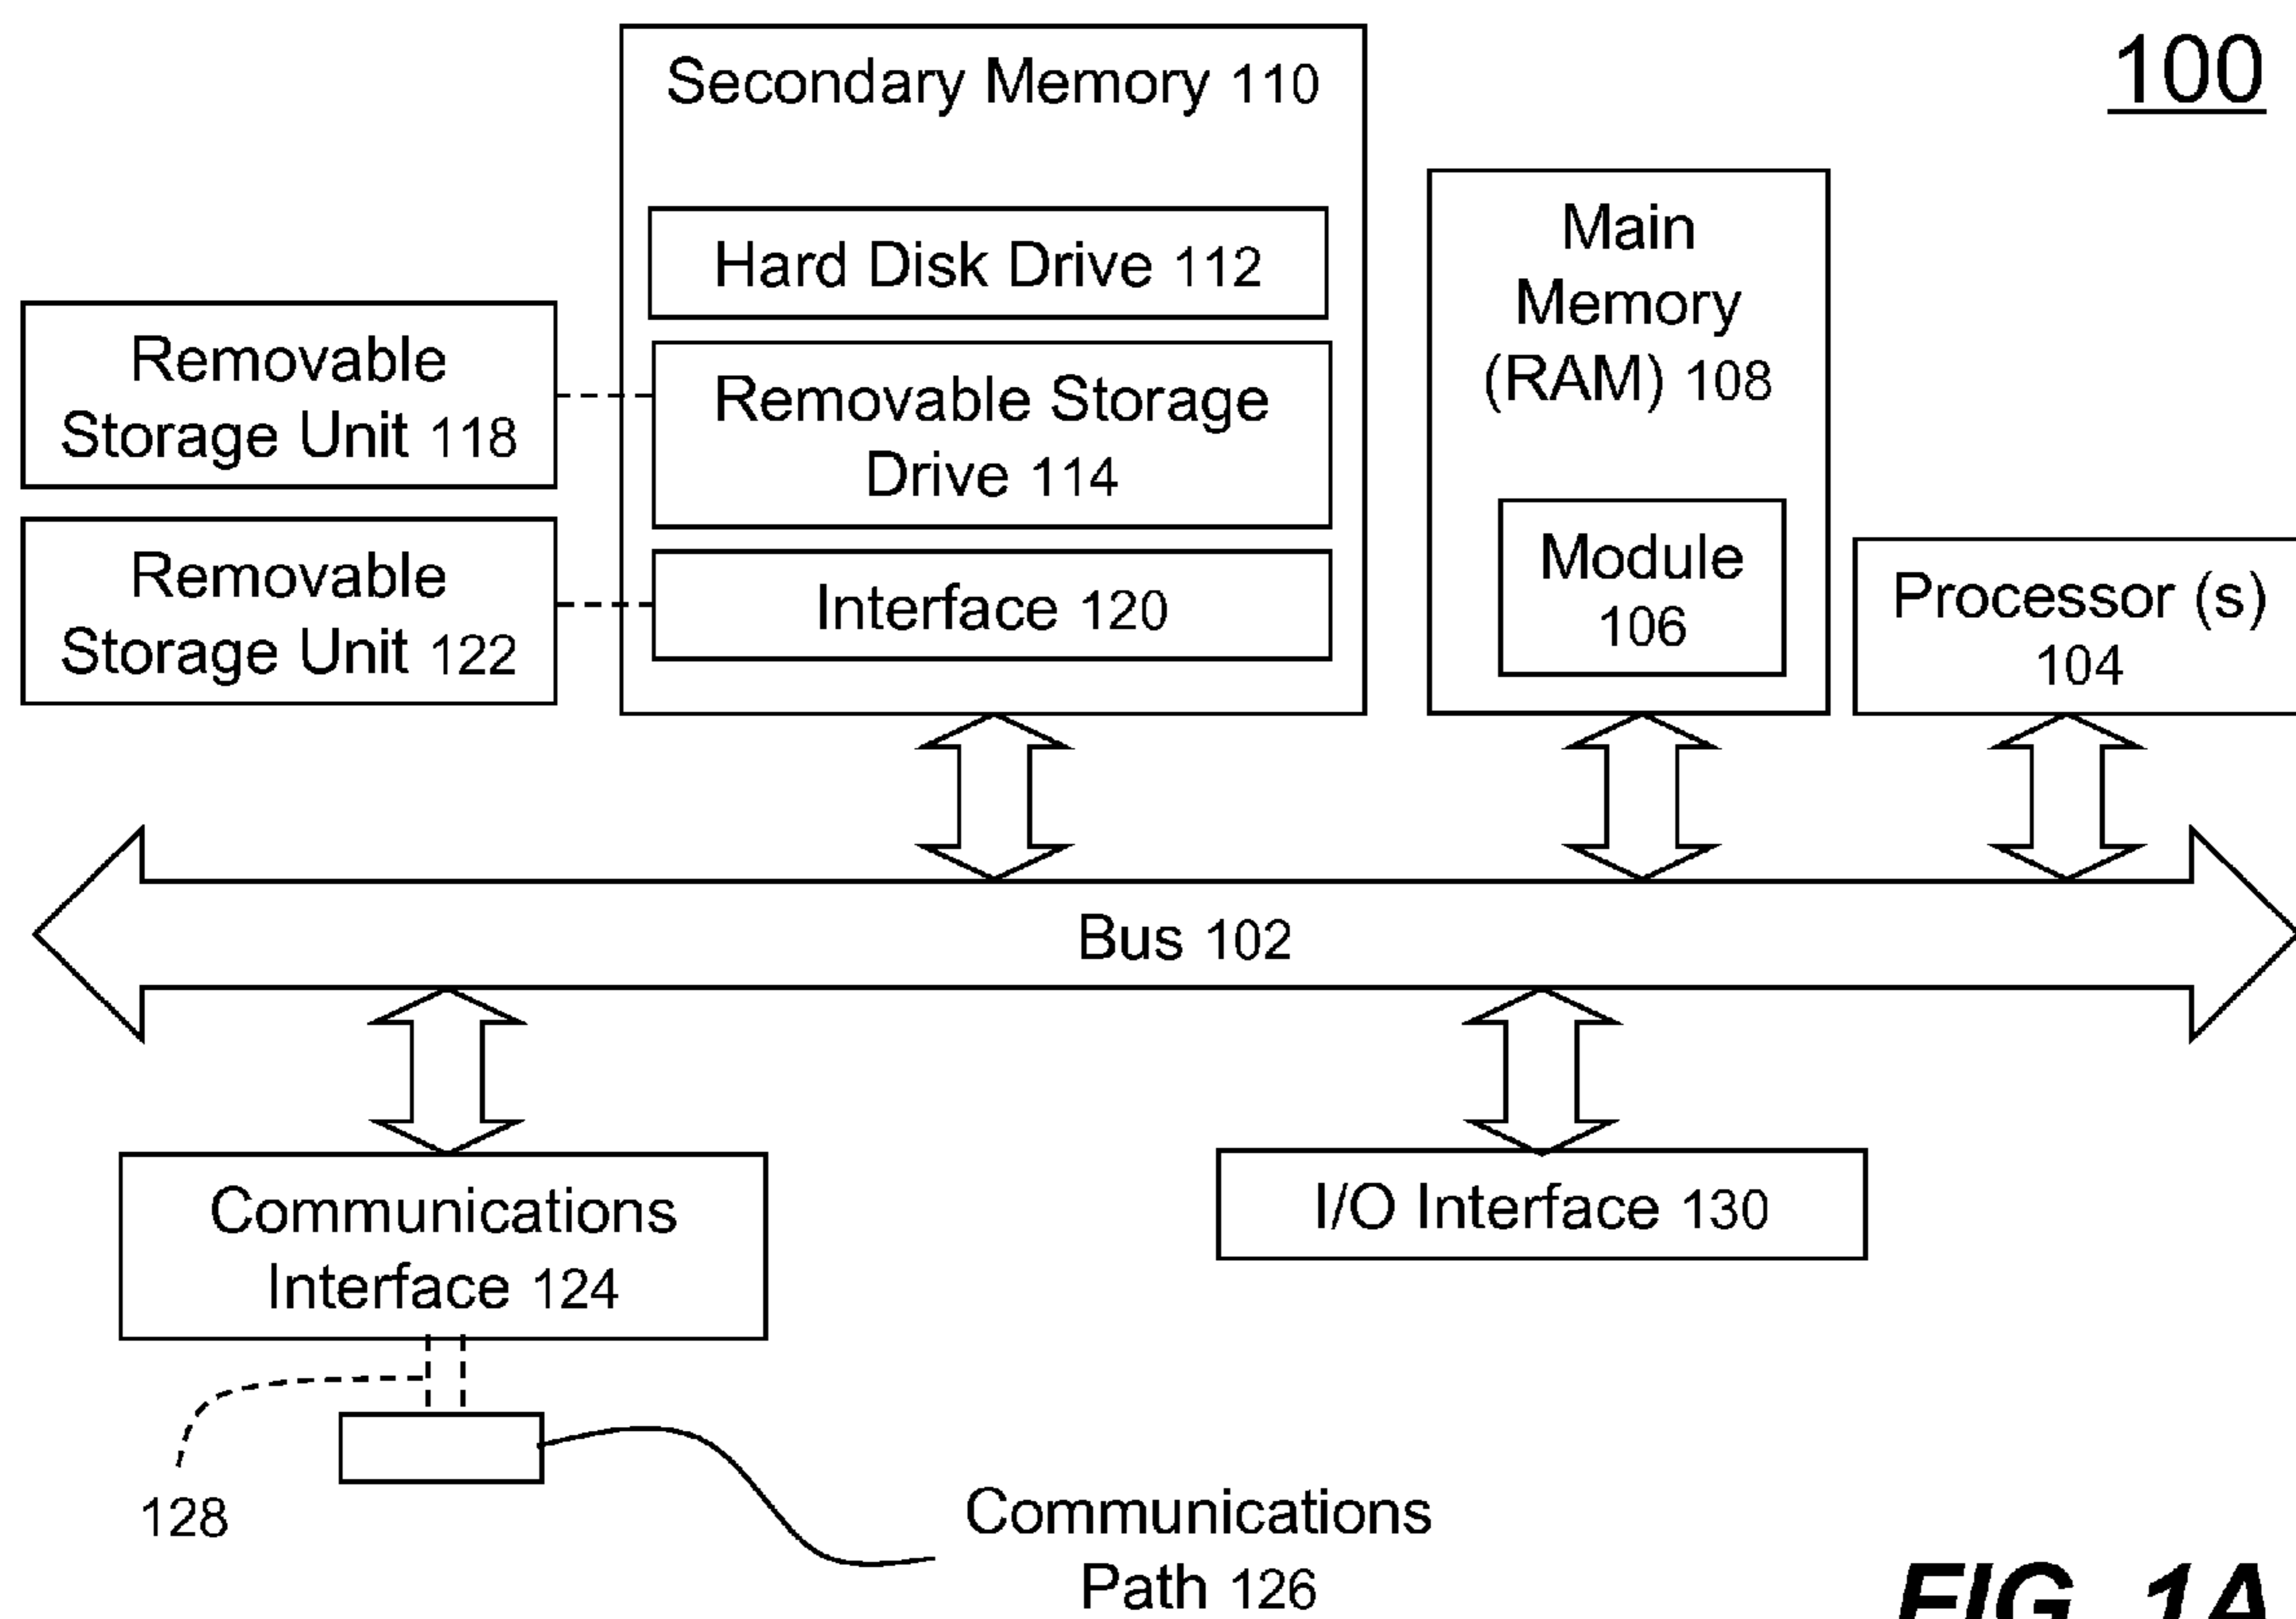 100
Secondary Memory 110
Hard Disk Drive 112
Removable Storage
Drive 114
Interface 120
Removable
Storage Unit 118
Removable
Storage Unit 122
Main
Memory
(RAM) 108
Module
106
Processor (s)
104
Bus 102
Communications
Interface 124
I/O Interface 130
128
Communications
Path 126
FIG. 1A